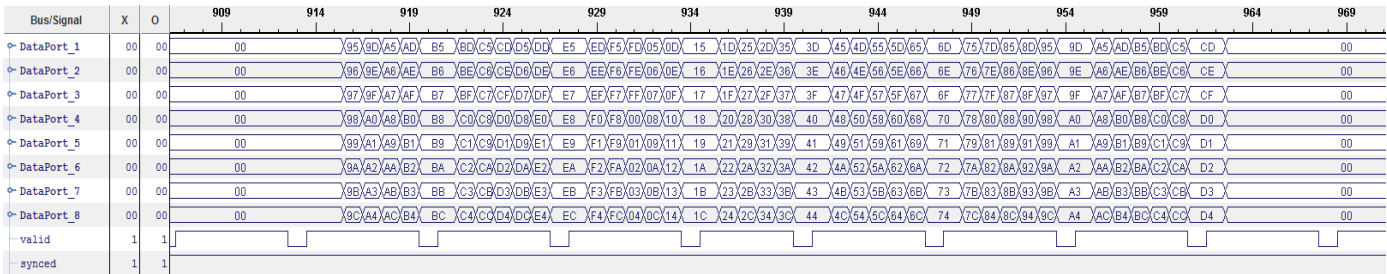 Bus/Signal X O 909 914 919 924 929 934 939 944 949 954 959 964 969
DataPort_1 00 00 00 95 9D A5 AD B5 BD C5 CD D5 DD E5 ED F5 FD 05 0D 15 1D 25 2D 35 3D 45 4D 55 5D 65 6D 75 7D 85 8D 95 9D A5 AD B5 BD C5 CD 00
DataPort_2 00 00 00 96 9E A6 AE B6 BE C6 CE D6 DE E6 EE F6 FE 06 0E 16 1E 26 2E 36 3E 46 4E 56 5E 66 6E 76 7E 86 8E 96 9E A6 AE B6 BE C6 CE 00
DataPort_3 00 00 00 97 9F A7 AF B7 BF C7 CF D7 DF E7 EF F7 FF 07 0F 17 1F 27 2F 37 3F 47 4F 57 5F 67 6F 77 7F 87 8F 97 9F A7 AF B7 BF C7 CF 00
DataPort_4 00 00 00 98 A0 A8 B0 B8 C0 C8 D0 D8 E0 E8 F0 F8 00 08 10 18 20 28 30 38 40 48 50 58 60 68 70 78 80 88 90 98 A0 A8 B0 B8 C0 C8 D0 00
DataPort_5 00 00 00 99 A1 A9 B1 B9 C1 C9 D1 D9 E1 E9 F1 F9 01 09 11 19 21 29 31 39 41 49 51 59 61 69 71 79 81 89 91 99 A1 A9 B1 B9 C1 C9 D1 00
DataPort_6 00 00 00 9A A2 AA B2 BA C2 CA D2 DA E2 EA F2 FA 02 0A 12 1A 22 2A 32 3A 42 4A 52 5A 62 6A 72 7A 82 8A 92 9A A2 AA B2 BA C2 CA D2 00
DataPort_7 00 00 00 9B A3 AB B3 BB C3 CB D3 DB E3 EB F3 FB 03 0B 13 1B 23 2B 33 3B 43 4B 53 5B 63 6B 73 7B 83 8B 93 9B A3 AB B3 BB C3 CB D3 00
DataPort_8 00 00 00 9C A4 AC B4 BC C4 CC D4 DC E4 EC F4 FC 04 0C 14 1C 24 2C 34 3C 44 4C 54 5C 64 6C 74 7C 84 8C 94 9C A4 AC B4 BC C4 CC D4 00
valid 1 1
synced 1 1